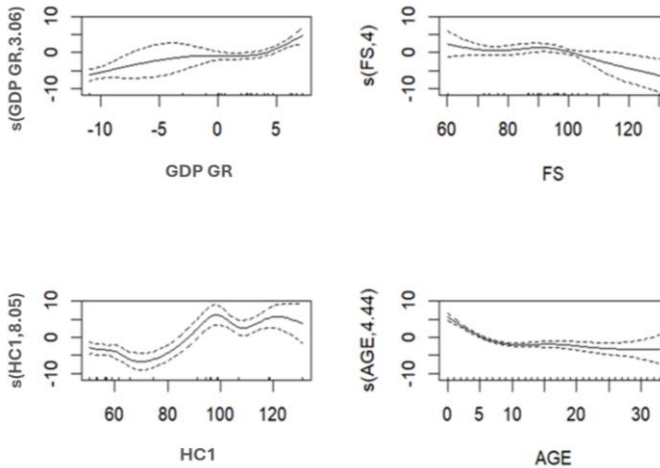 s(GDP GR,3.06)
10
0
-10
-10 -5 0 5
GDP GR
s(FS,4)
10
0
-10
60 80 100 120
FS
s(HC1,8.05)
10
0
-10
60 80 100 120
HC1
s(AGE,4.44)
10
0
-10
0 5 10 20 30
AGE